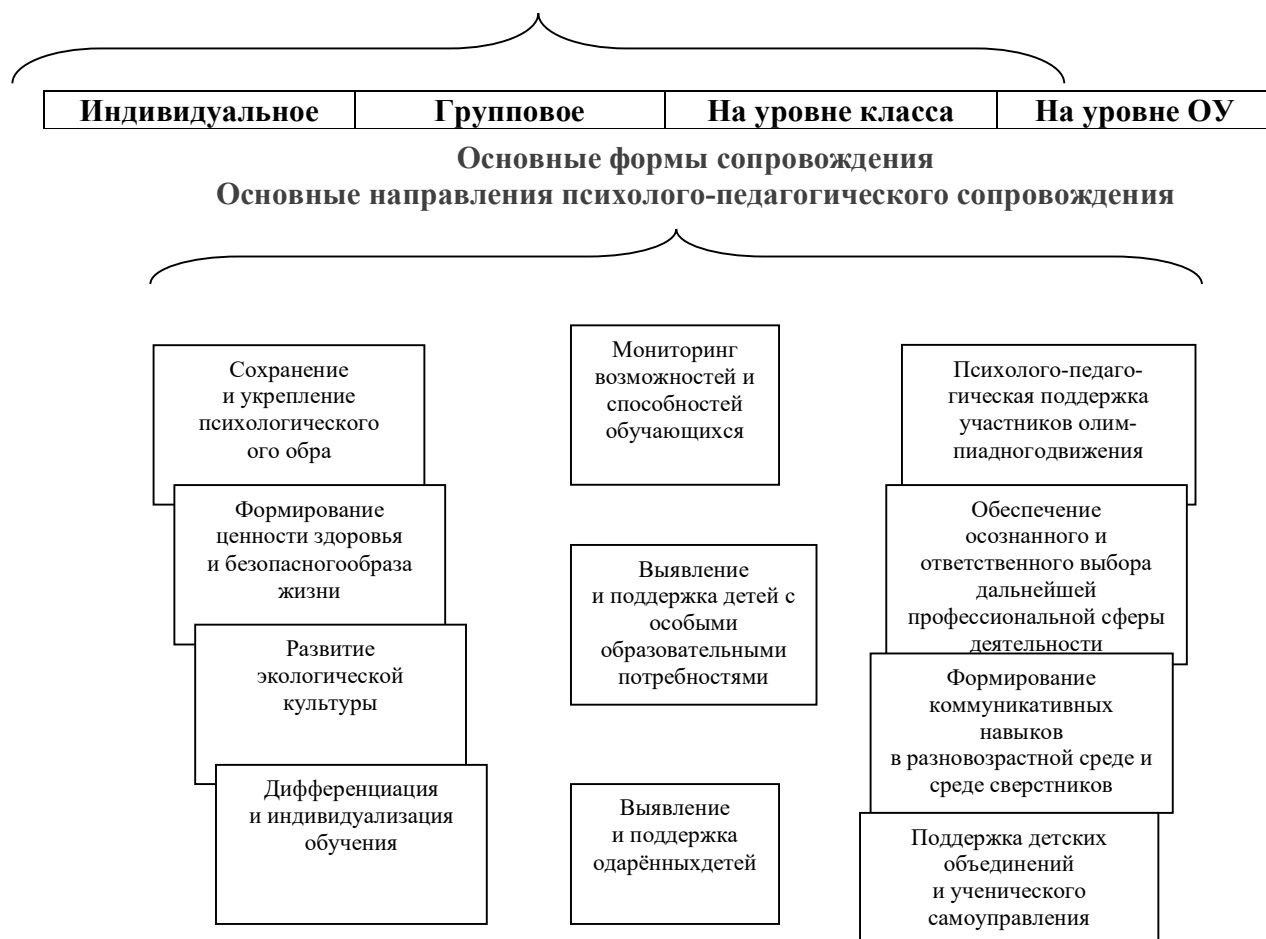 Индивидуальное Групповое На уровне класса На уровне ОУ
Основные формы сопровождения
Основные направления психолого-педагогического сопровождения
Сохранение
и укрепление
психологического
ого обра
Формирование
ценности здоровья
и безопасногообраза
жизни
Развитие
экологической
культуры
Дифференциация
и индивидуализация
обучения
Мониторинг
возможностей и
способностей
обучающихся
Выявление
и поддержка детей с
особыми
образовательными
потребностями
Выявление
и поддержка
одарённыхдетей
Психолого-педаго-
гическая поддержка
участников олим-
пиадногодвижения
Обеспечение
осознанного и
ответственного выбора
дальнейшей
профессиональной сферы
деятельности
Формирование
коммуникативных
навыков
в разновозрастной среде и
среде сверстников
Поддержка детских
объединений
и ученического
самоуправления